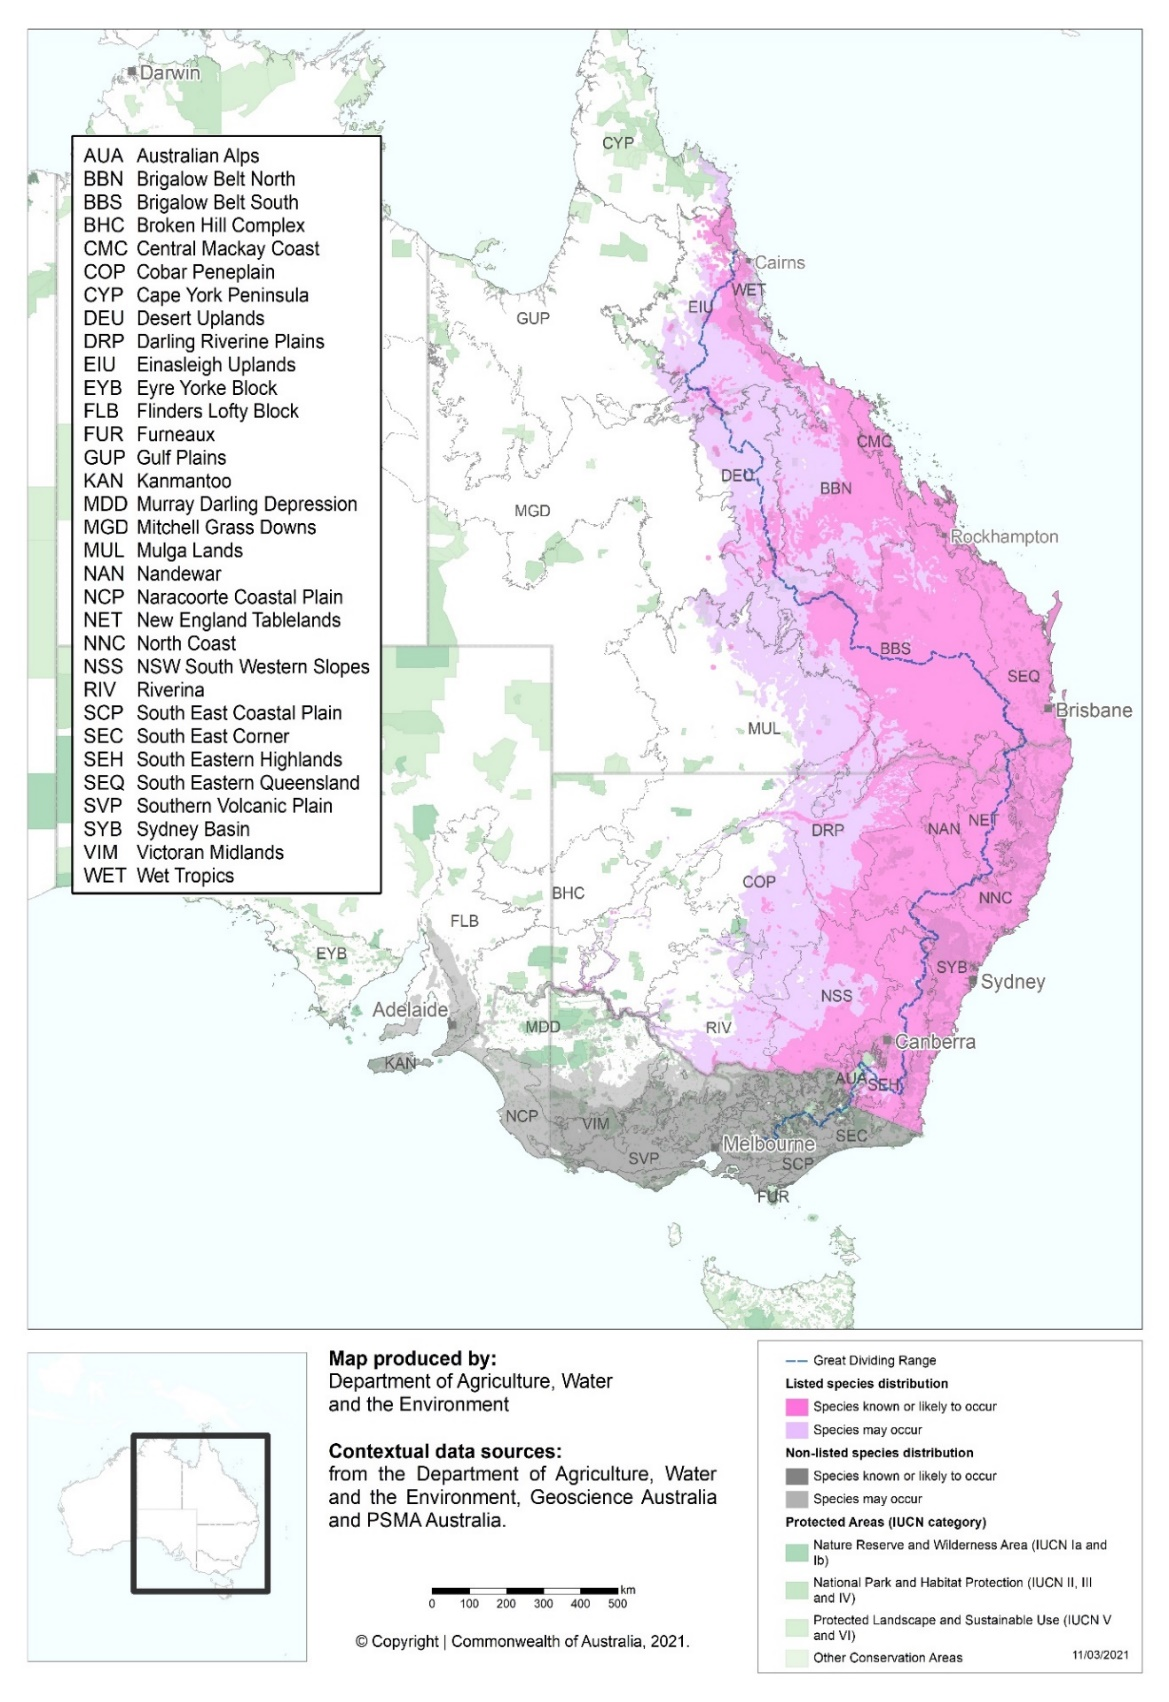 Darwin
CYP
AUA Australian Alps
BBN Brigalow Belt North
BBS Brigalow Belt South
BHC Broken Hill Complex
CMC Central Mackay Coast
COP Cobar Peneplain
CYP Cape York Peninsula
DEU Desert Uplands
DRP Darling Riverine Plains
EIU Einasleigh Uplands
EYB Eyre Yorke Block
FLB Flinders Lofty Block
FUR Furneaux
GUP Gulf Plains
KAN Kanmantoo
MDD Murray Darling Depression
MGD Mitchell Grass Downs
MUL Mulga Lands
NAN Nandewar
NCP Naracoorte Coastal Plain
NET New England Tablelands
NNC North Coast
NSS NSW South Western Slopes
RIV Riverina
SCP South East Coastal Plain
SEC South East Corner
SEH South Eastern Highlands
SEQ South Eastern Queensland
SVP Southern Volcanic Plain
SYB Sydney Basin
VIM Victoran Midlands
WET Wet Tropics
Cairns
WET
EIU
GUP
CMC
DEU
BBN
MGD
Rockhampton
BBS
SEQ
Brisbane
MUL
DRP
NAN
NET
COP
BHC
NNC
FLB
EYB
SYB
Sydney
NSS
Adelaide
MDD
RIV
Canberra
KAN
AUA
SEH
NCP
VIM
Melbourne
SEC
SVP
SCP
FUR
Map produced by:
Department of Agriculture, Water
and the Environment
Contextual data sources:
from the Department of Agriculture, Water
and the Environment, Geoscience Australia
and PSMA Australia.
km
0 100 200 300 400 500
© Copyright | Commonwealth of Australia, 2021.
Great Dividing Range
Listed species distribution
Species known or likely to occur
Species may occur
Non-listed species distribution
Species known or likely to occur
Species may occur
Protected Areas (IUCN category)
Nature Reserve and Wilderness Area (IUCN Ia and
Ib)
National Park and Habitat Protection (IUCN II, III
and IV)
Protected Landscape and Sustainable Use (IUCN V
and VI)
Other Conservation Areas
11/03/2021